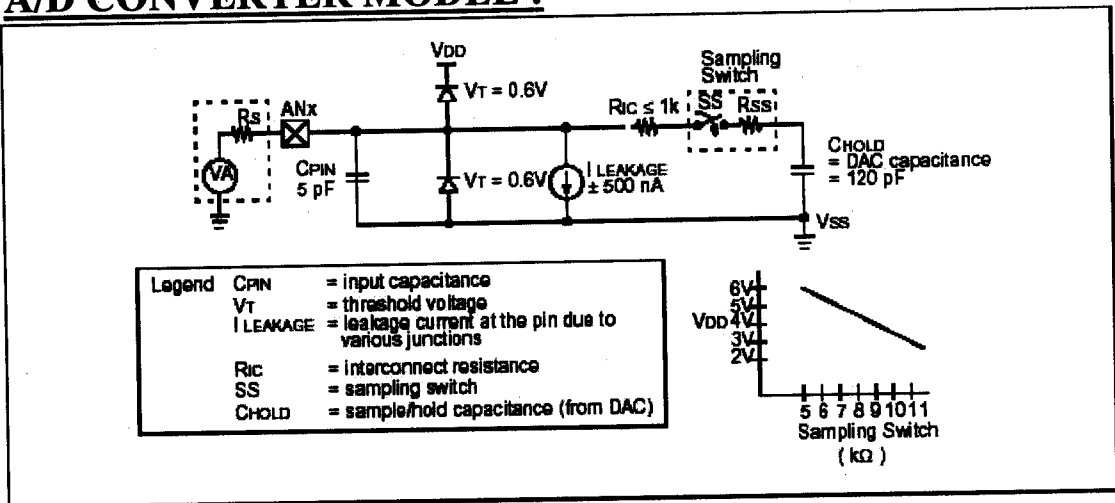 A/D CONVERTER MODEL :
VDD
Sampling
Switch
VT = 0.6V
RIC ≤ 1k
SS
RSS
Rs
ANx
CHOLD
= DAC capacitance
= 120 pF
VA
CPIN
5 pF
VT = 0.6V
I LEAKAGE
± 500 nA
VSS
Legend CPIN = input capacitance
VT = threshold voltage
I LEAKAGE = leakage current at the pin due to
various junctions
RIC = interconnect resistance
SS = sampling switch
CHOLD = sample/hold capacitance (from DAC)
6V
5V
VDD 4V
3V
2V
5 6 7 8 9 10 11
Sampling Switch
( kΩ )